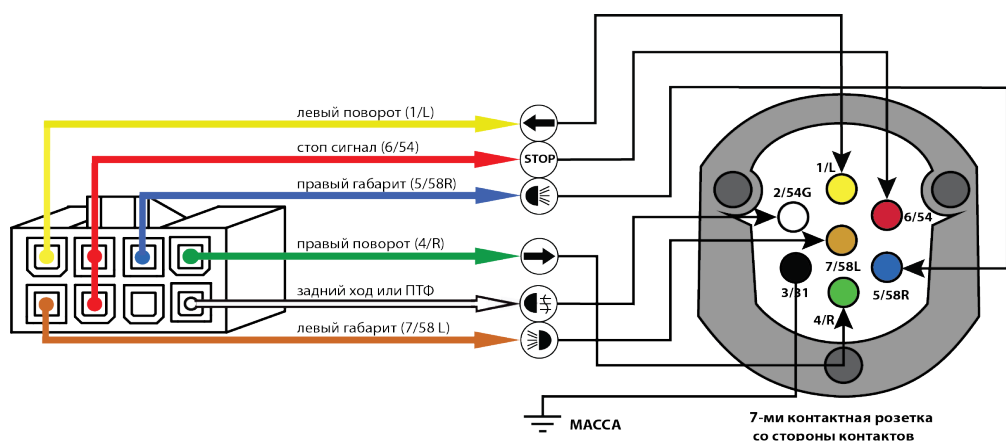 левый поворот (1/L)
стоп сигнал (6/54)
STOP
правый габарит (5/58R)
правый поворот (4/R)
задний ход или ПТФ
левый габарит (7/58 L)
1/L
2/54G
6/54
7/58L
3/31
5/58R
4/R
МАССА
7-ми контактная розетка
со стороны контактов